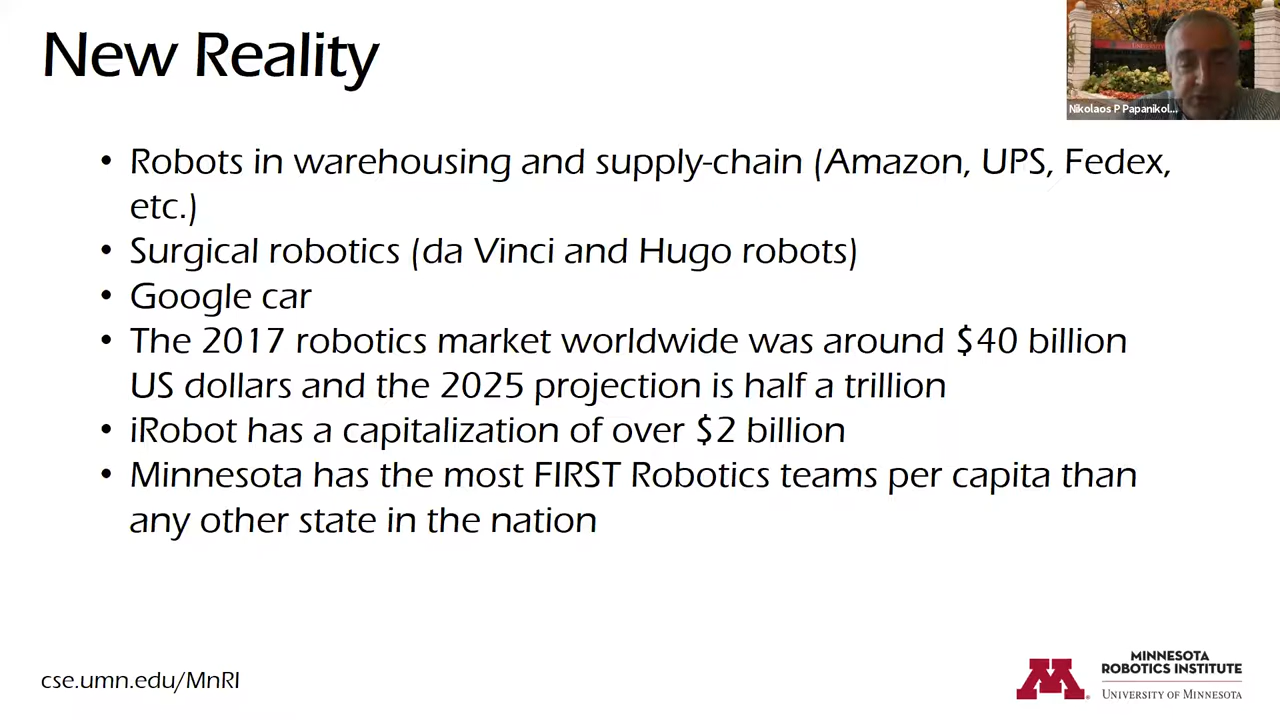 New Reality
Nikolaos P Papanikol...
• Robots in warehousing and supply-chain (Amazon, UPS, Fedex,
etc.)
• Surgical robotics (da Vinci and Hugo robots)
• Google car
• The 2017 robotics market worldwide was around $40 billion
US dollars and the 2025 projection is half a trillion
• iRobot has a capitalization of over $2 billion
• Minnesota has the most FIRST Robotics teams per capita than
any other state in the nation
cse.umn.edu/MnRI
M
MINNESOTA
ROBOTICS INSTITUTE
UNIVERSITY OF MINNESOTA